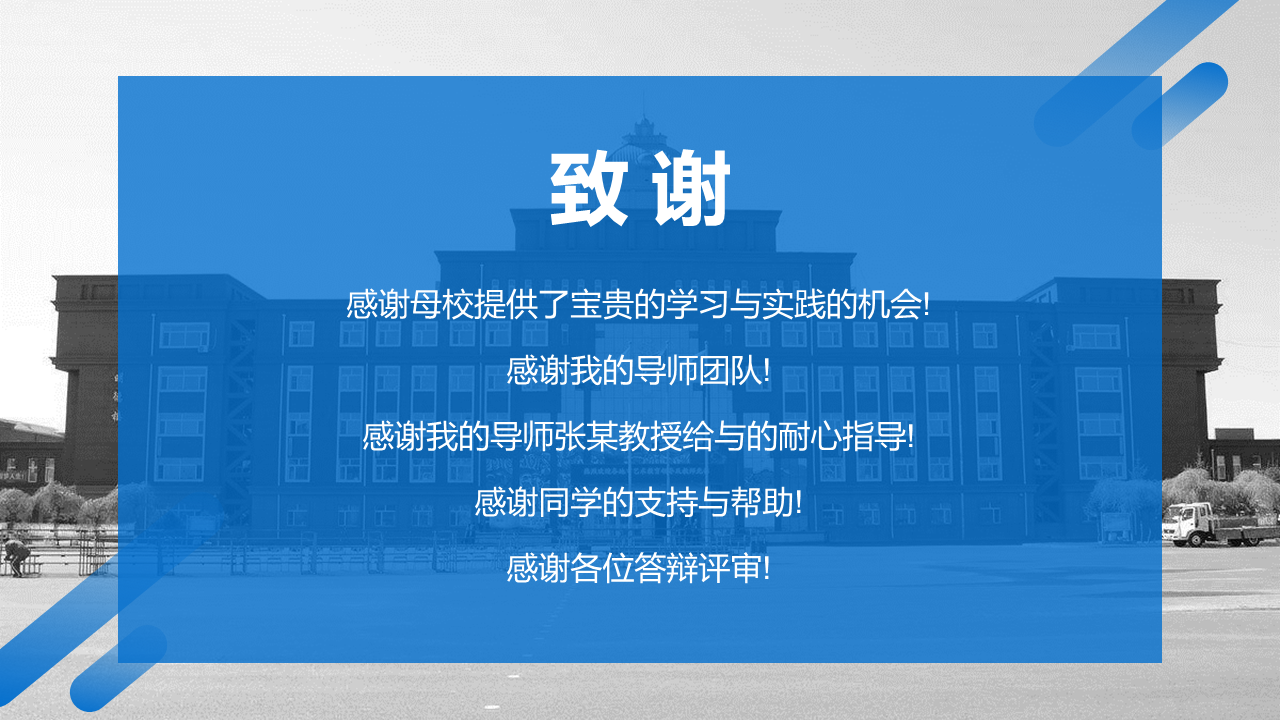 致 谢
感谢母校提供了宝贵的学习与实践的机会!
感谢我的导师团队!
感谢我的导师张某教授给与的耐心指导!
感谢同学的支持与帮助!
感谢各位答辩评审!